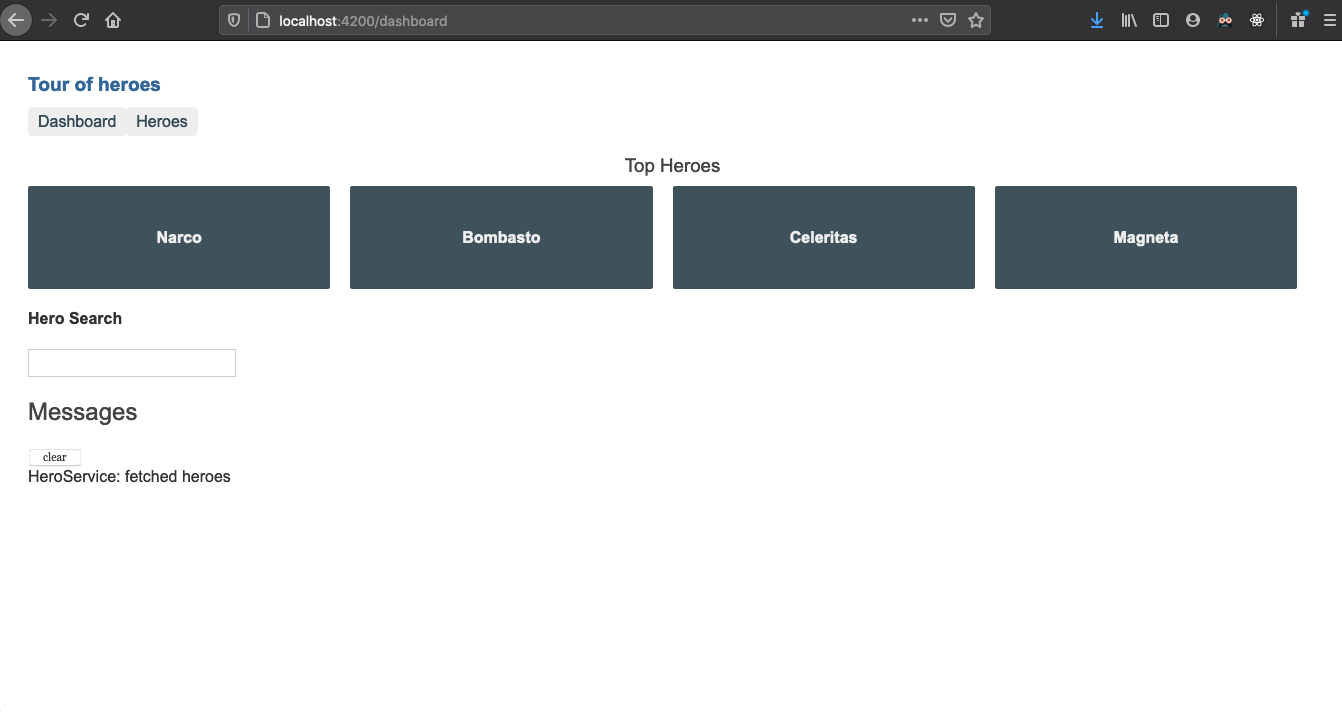 localhost:4200/dashboard
Tour of heroes
Dashboard Heroes
Top Heroes
Narco Bombasto Celeritas Magneta
Hero Search
Messages
clear
HeroService: fetched heroes